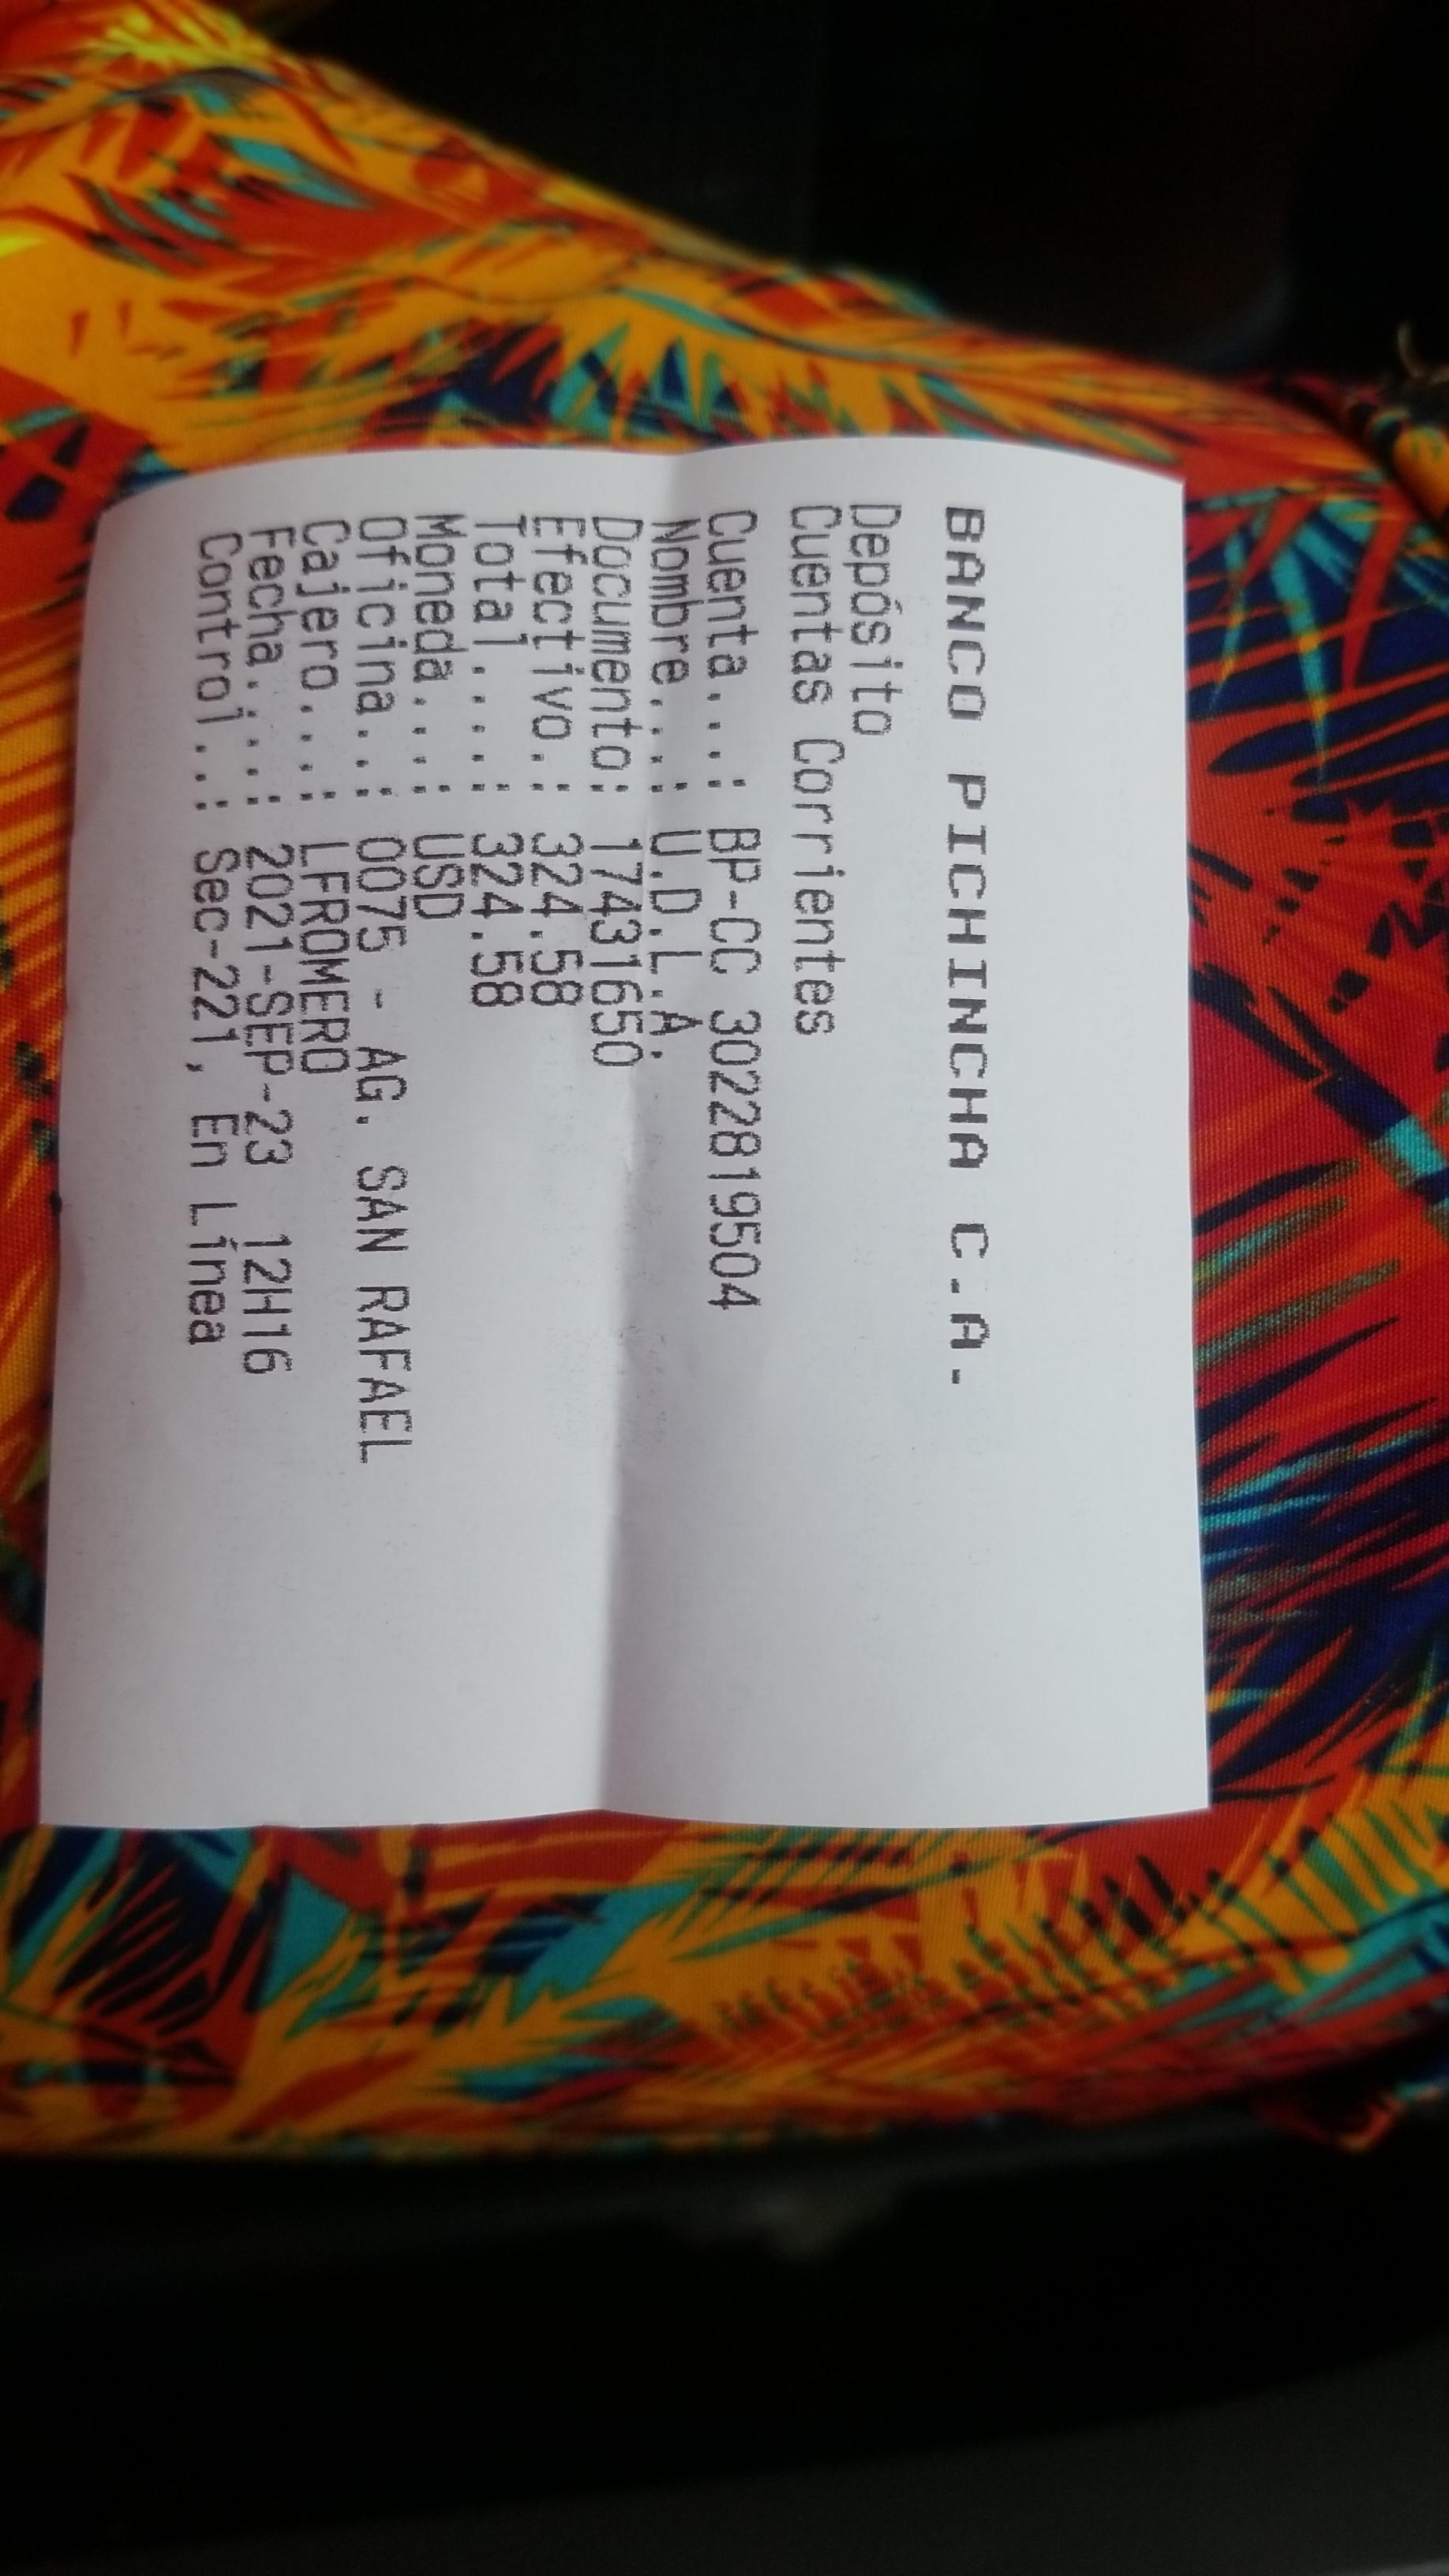 BANCO PICHINCHA C.A.
Depósito
Cuentas Corrientes
Cuenta....: BP-CC 3022819504
Nombre....: U.D.L.A.
Documento: 17431650
Efectivo.: 324.58
Total.....: 324.58
Moneda....: USD
Oficina...: 0075 - AG. SAN RAFAEL
Cajero....: LFROMERO
Fecha.....: 2021-SEP-23 12H16
Control...: Sec-221, En Línea